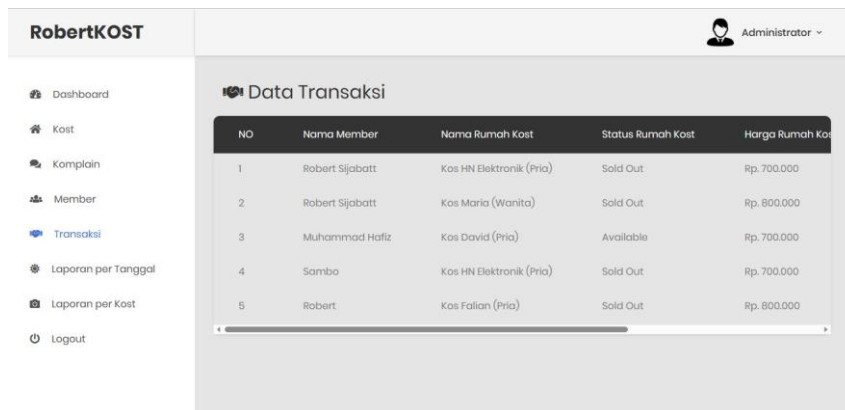 RobertKOST
Administrator
Dashboard
Kost
Komplain
Member
Transaksi
Laporan per Tanggal
Laporan per Kost
Logout
Data Transaksi
NO Nama Member Nama Rumah Kost Status Rumah Kost Harga Rumah Kos
1 Robert Sijabatt Kos HN Elektronik (Pria) Sold Out Rp. 700.000
2 Robert Sijabatt Kos Maria (Wanita) Sold Out Rp. 800.000
3 Muhammad Hafiz Kos David (Pria) Available Rp. 700.000
4 Sambo Kos HN Elektronik (Pria) Sold Out Rp. 700.000
5 Robert Kos Falian (Pria) Sold Out Rp. 800.000